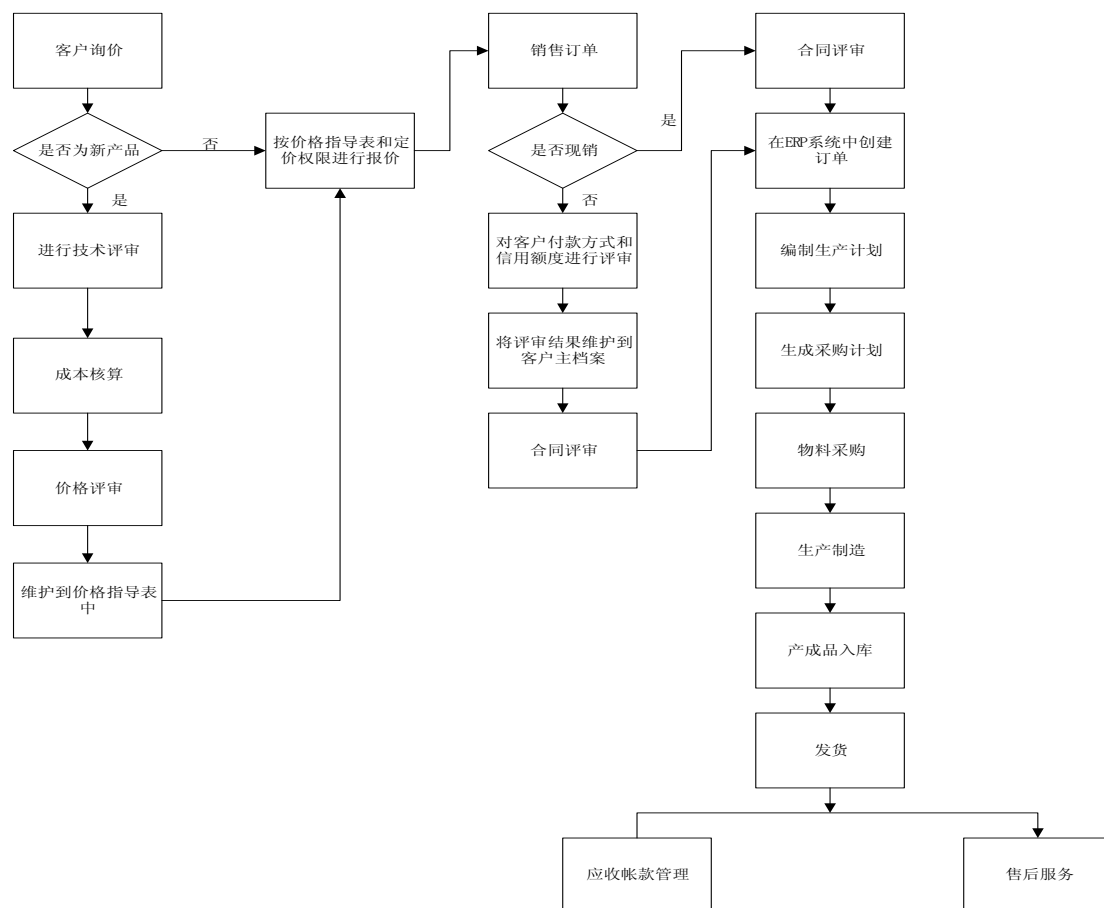 客户询价
是否为新产品
否
是
进行技术评审
成本核算
价格评审
维护到价格指导表
中
按价格指导表和定
价权限进行报价
销售订单
是否现销
是
否
对客户付款方式和
信用额度进行评审
将评审结果维护到
客户主档案
合同评审
合同评审
在ERP系统中创建
订单
编制生产计划
生成采购计划
物料采购
生产制造
产成品入库
发货
应收帐款管理
售后服务